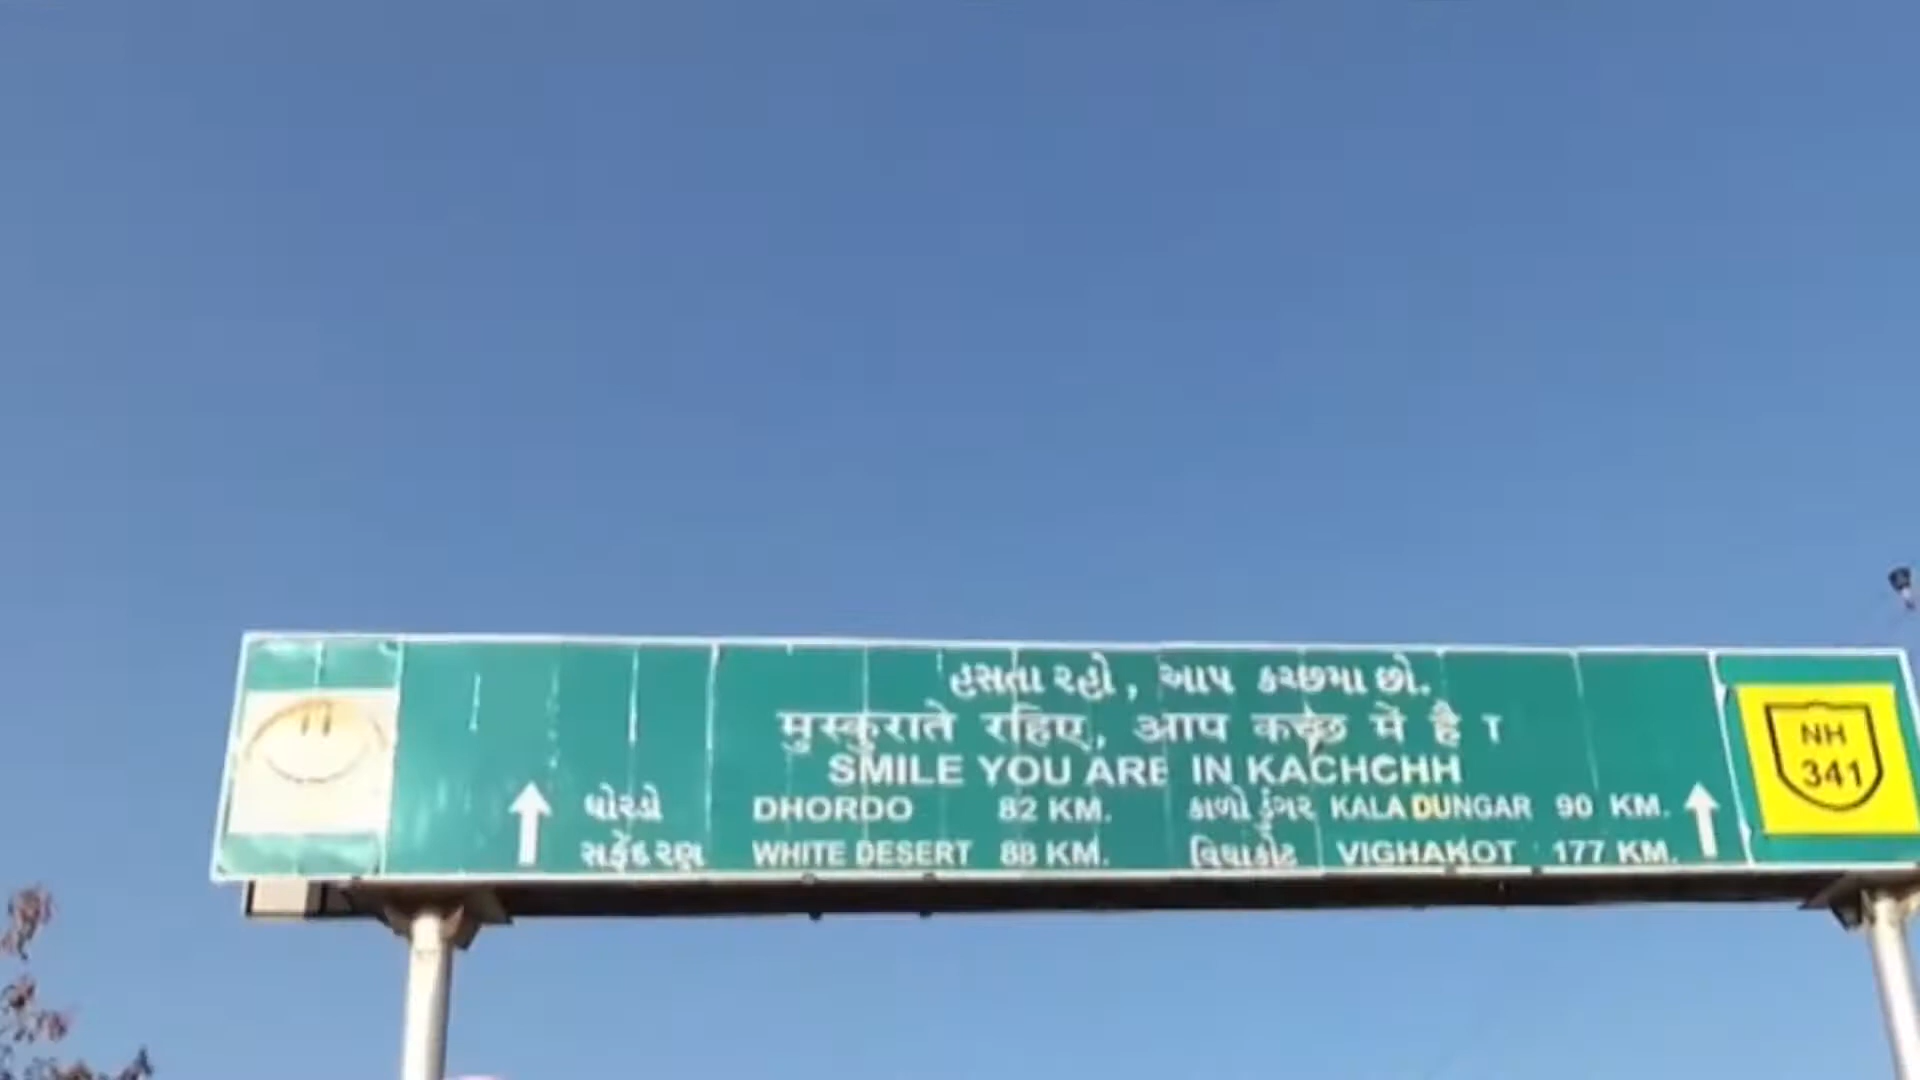 હસતા રહો, આપ કચ્છમા છો.
मुस्कुराते रहिए, आप कच्छ में है ।
SMILE YOU ARE IN KACHCHH
ધોરડો DHORDO 82 KM. કાળો ડુંગર KALA DUNGAR 90 KM.
સફેદ રણ WHITE DESERT 88 KM. વિઘાકોટ VIGHAKOT 177 KM.
NH
341